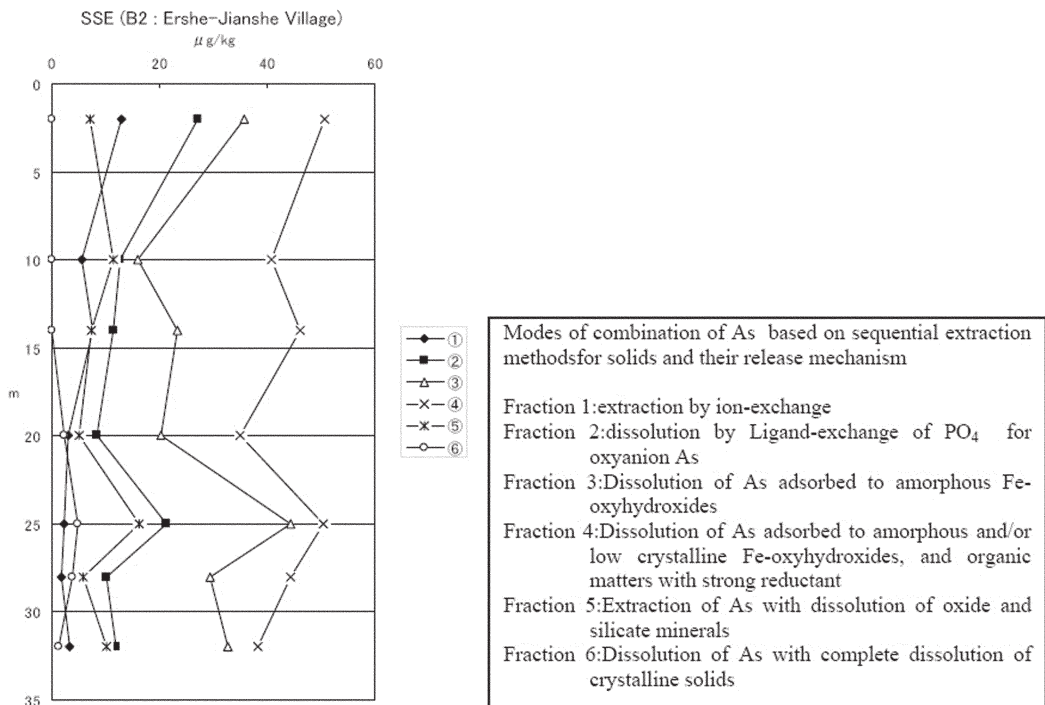 SSE (B2 : Ershe-Jianshe Village)
μg/kg
0 20 40 60
0
5
10
15
m
20
25
30
35
①
②
③
④
⑤
⑥
Modes of combination of As based on sequential extraction
methodsfor solids and their release mechanism
Fraction 1:extraction by ion-exchange
Fraction 2:dissolution by Ligand-exchange of PO₄ for
oxyanion As
Fraction 3:Dissolution of As adsorbed to amorphous Fe-
oxyhydroxides
Fraction 4:Dissolution of As adsorbed to amorphous and/or
low crystalline Fe-oxyhydroxides, and organic
matters with strong reductant
Fraction 5:Extraction of As with dissolution of oxide and
silicate minerals
Fraction 6:Dissolution of As with complete dissolution of
crystalline solids